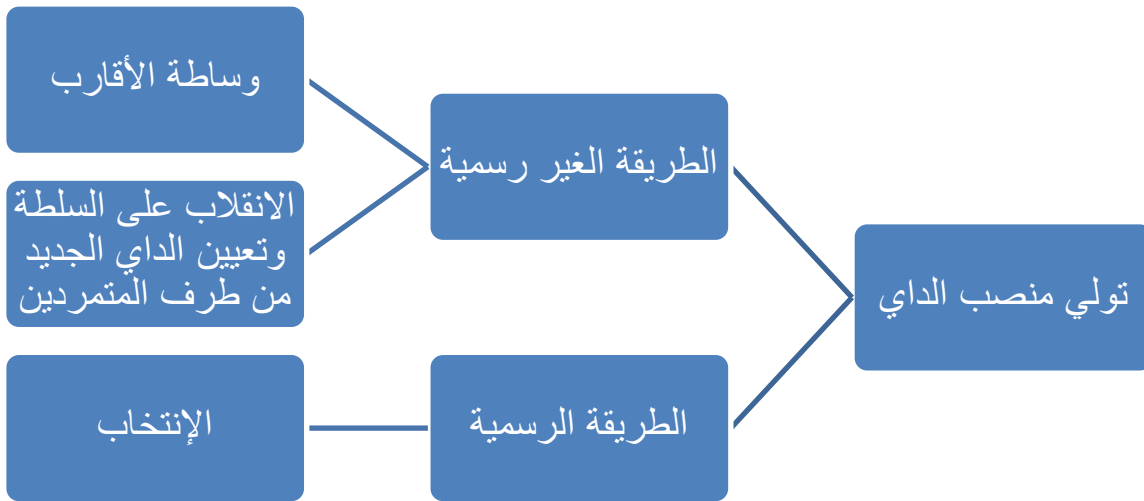 تولي منصب الداي
الطريقة الغير رسمية
وساطة الأقارب
الانقلاب على السلطة
وتعيين الداي الجديد
من طرف المتمردين
الطريقة الرسمية
الإنتخاب